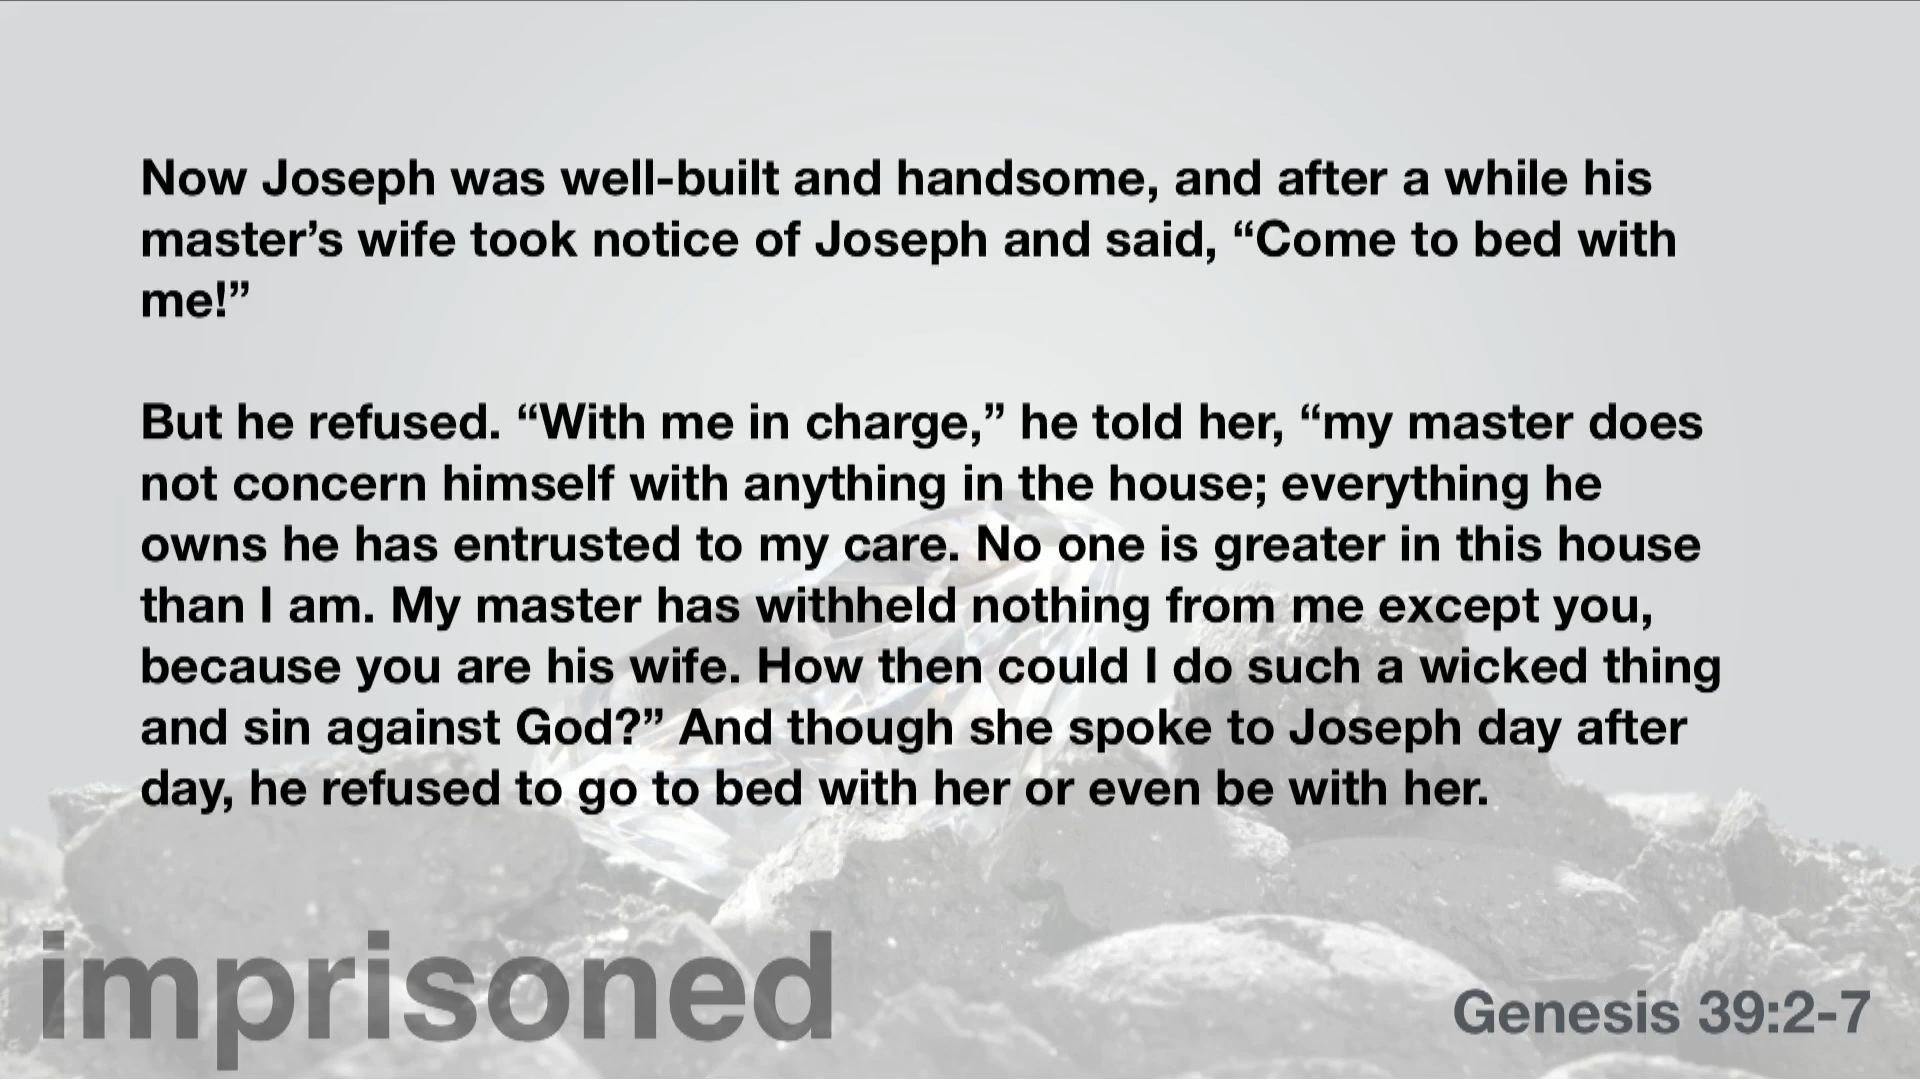 Now Joseph was well-built and handsome, and after a while his
master’s wife took notice of Joseph and said, “Come to bed with
me!”
But he refused. “With me in charge,” he told her, “my master does
not concern himself with anything in the house; everything he
owns he has entrusted to my care. No one is greater in this house
than I am. My master has withheld nothing from me except you,
because you are his wife. How then could I do such a wicked thing
and sin against God?” And though she spoke to Joseph day after
day, he refused to go to bed with her or even be with her.
imprisoned
Genesis 39:2-7